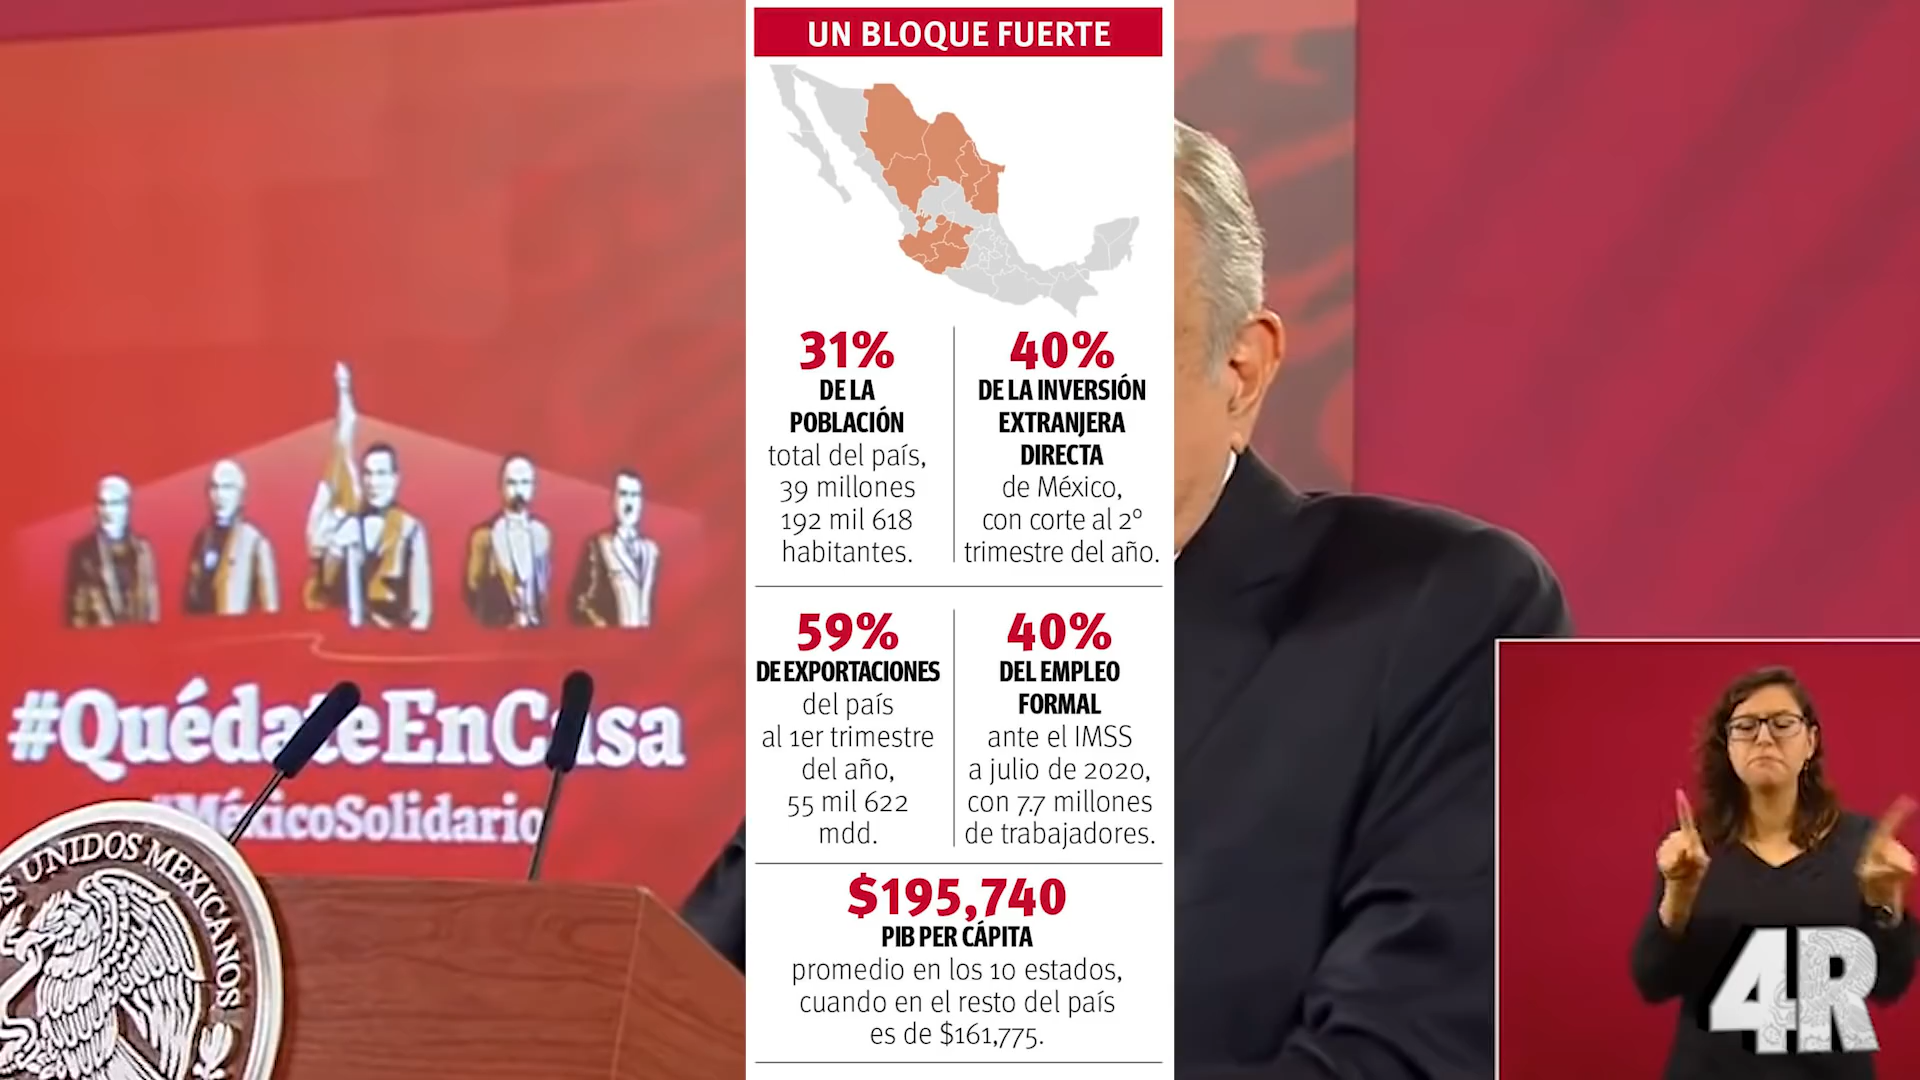 UN BLOQUE FUERTE
31%
DE LA
POBLACIÓN
total del país,
39 millones
192 mil 618
habitantes.
40%
DE LA INVERSIÓN
EXTRANJERA
DIRECTA
de México,
con corte al 2º
trimestre del año.
59%
DE EXPORTACIONES
del país
al 1er trimestre
del año,
55 mil 622
mdd.
40%
DEL EMPLEO
FORMAL
ante el IMSS
a julio de 2020,
con 7.7 millones
de trabajadores.
$195,740
PIB PER CÁPITA
promedio en los 10 estados,
cuando en el resto del país
es de $161,775.
#QuédateEnCasa
#MéxicoSolidario
UNIDOS MEXICANOS
4R